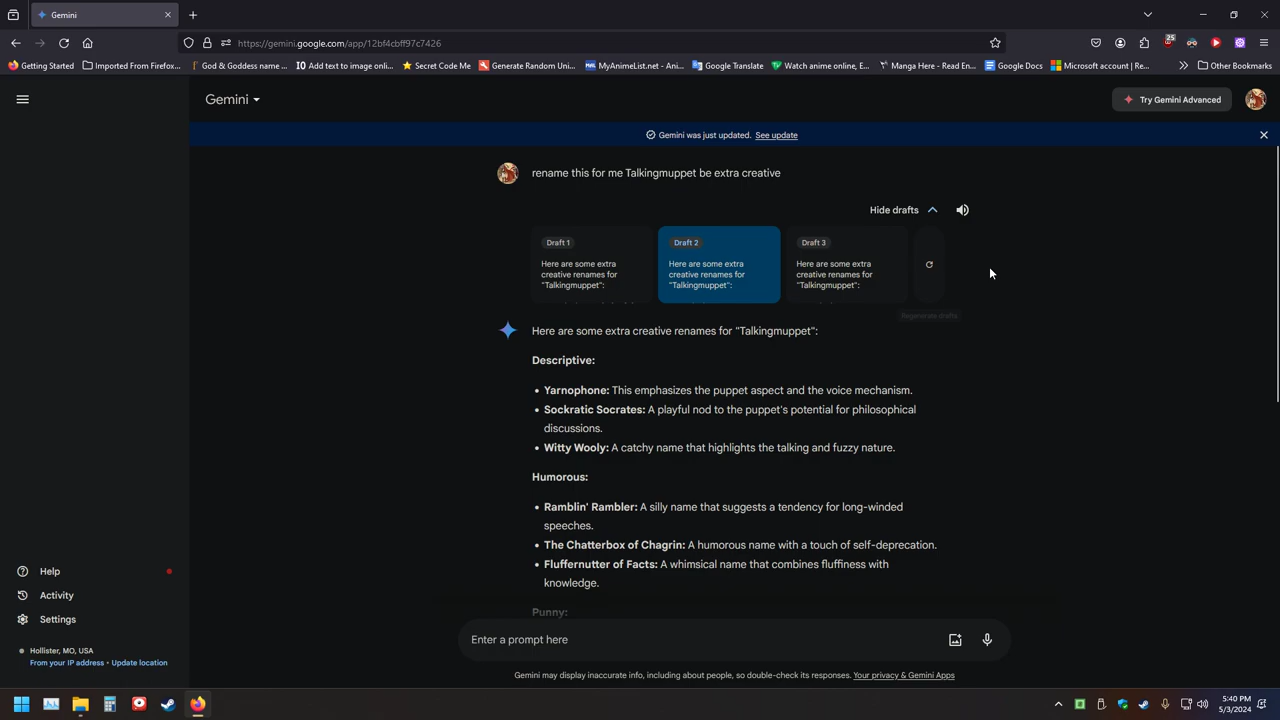 Gemini
https://gemini.google.com/app/12bf4cbff97c7426
Getting Started
Imported From Firefox...
God & Goddess name ...
Add text to image onli...
Secret Code Me
Generate Random Uni...
MyAnimeList.net - Ani...
Google Translate
Watch anime online, E...
Manga Here - Read En...
Google Docs
Microsoft account | Re...
Other Bookmarks
Gemini
Try Gemini Advanced
Gemini was just updated. See update
rename this for me Talkingmuppet be extra creative
Hide drafts
Draft 1
Here are some extra
creative renames for
"Talkingmuppet":
Draft 2
Here are some extra
creative renames for
"Talkingmuppet":
Draft 3
Here are some extra
creative renames for
"Talkingmuppet":
Regenerate drafts
Here are some extra creative renames for "Talkingmuppet":
Descriptive:
• Yarnophone: This emphasizes the puppet aspect and the voice mechanism.
• Sockratic Socrates: A playful nod to the puppet's potential for philosophical
discussions.
• Witty Wooly: A catchy name that highlights the talking and fuzzy nature.
Humorous:
• Ramblin' Rambler: A silly name that suggests a tendency for long-winded
speeches.
• The Chatterbox of Chagrin: A humorous name with a touch of self-deprecation.
• Fluffernutter of Facts: A whimsical name that combines fluffiness with
knowledge.
Punny:
Help
Activity
Settings
Hollister, MO, USA
From your IP address • Update location
Enter a prompt here
Gemini may display inaccurate info, including about people, so double-check its responses. Your privacy & Gemini Apps
5:40 PM
5/3/2024